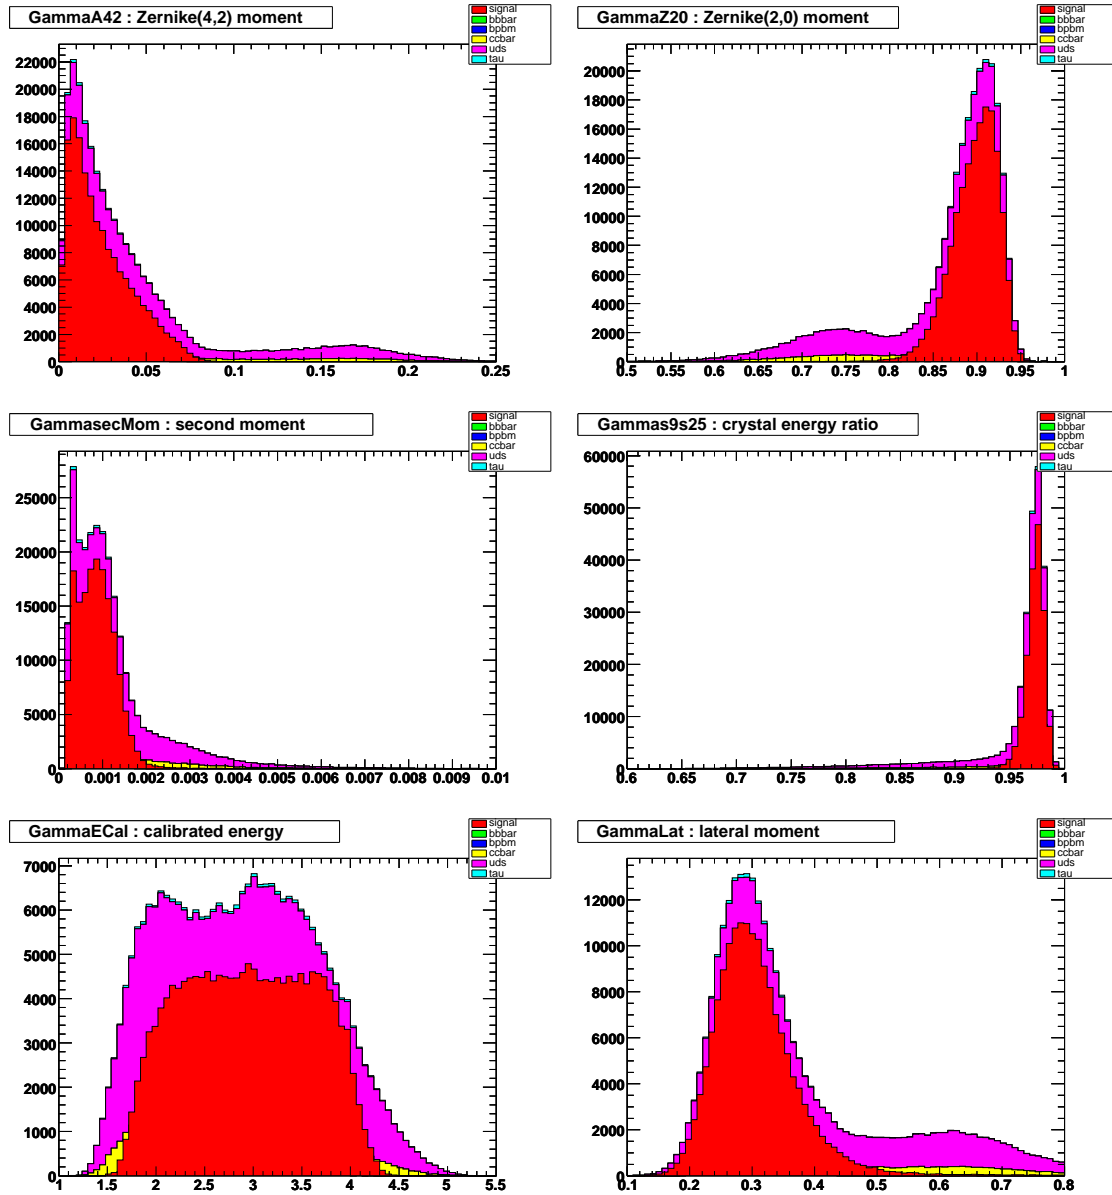 GammaA42 : Zernike(4,2) moment
signal
bbbar
bpbm
ccbar
uds
tau
22000
20000
18000
16000
14000
12000
10000
8000
6000
4000
2000
0
0 0.05 0.1 0.15 0.2 0.25
GammaZ20 : Zernike(2,0) moment
signal
bbbar
bpbm
ccbar
uds
tau
20000
18000
16000
14000
12000
10000
8000
6000
4000
2000
0
0.5 0.55 0.6 0.65 0.7 0.75 0.8 0.85 0.9 0.95 1
GammasecMom : second moment
signal
bbbar
bpbm
ccbar
uds
tau
25000
20000
15000
10000
5000
0
0 0.001 0.002 0.003 0.004 0.005 0.006 0.007 0.008 0.009 0.01
Gammas9s25 : crystal energy ratio
signal
bbbar
bpbm
ccbar
uds
tau
60000
50000
40000
30000
20000
10000
0
0.6 0.65 0.7 0.75 0.8 0.85 0.9 0.95 1
GammaECal : calibrated energy
signal
bbbar
bpbm
ccbar
uds
tau
7000
6000
5000
4000
3000
2000
1000
0
1 1.5 2 2.5 3 3.5 4 4.5 5 5.5
GammaLat : lateral moment
signal
bbbar
bpbm
ccbar
uds
tau
12000
10000
8000
6000
4000
2000
0
0.1 0.2 0.3 0.4 0.5 0.6 0.7 0.8